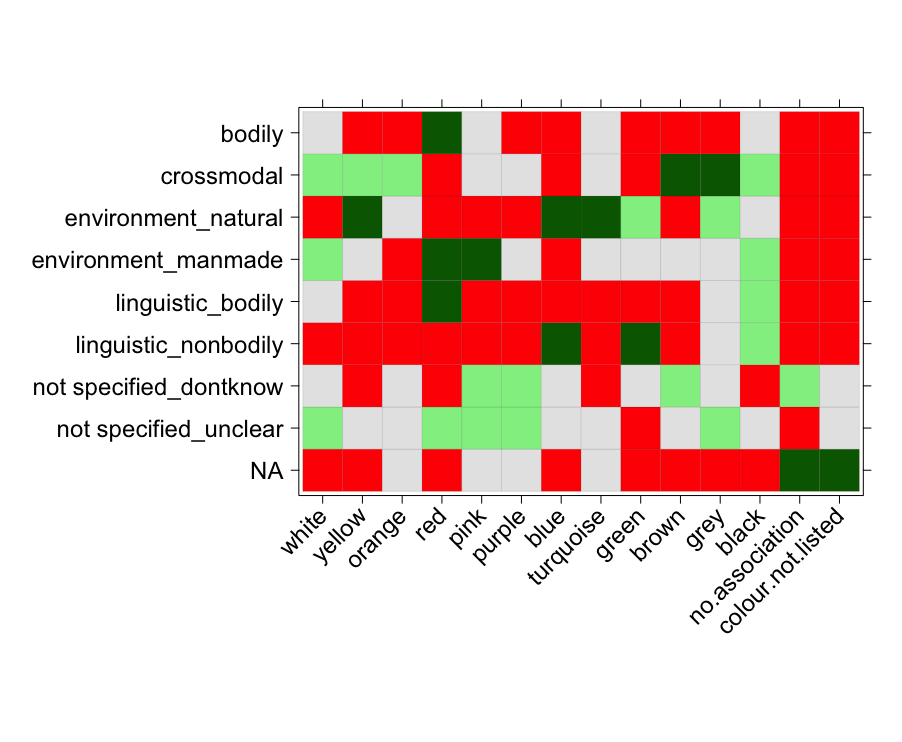 bodily
crossmodal
environment_natural
environment_manmade
linguistic_bodily
linguistic_nonbodily
not specified_dontknow
not specified_unclear
NA
white
yellow
orange
red
pink
purple
blue
turquoise
green
brown
grey
black
no.association
colour.not.listed